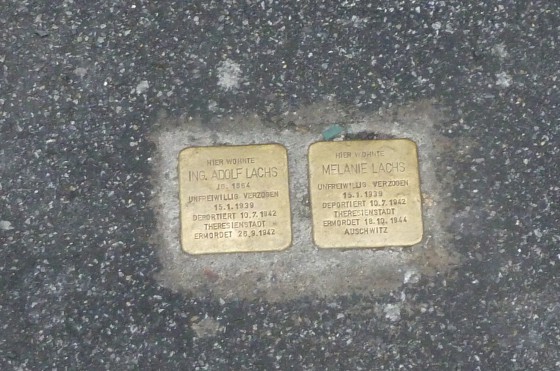 HIER WOHNTE
ING. ADOLF LACHS
JG. 1864
UNFREIWILLIG VERZOGEN
15.1.1939
DEPORTIERT 10.7.1942
THERESIENSTADT
ERMORDET 26.9.1942
HIER WOHNTE
MELANIE LACHS
UNFREIWILLIG VERZOGEN
15.1.1939
DEPORTIERT 10.7.1942
THERESIENSTADT
ERMORDET 18.10.1944
AUSCHWITZ